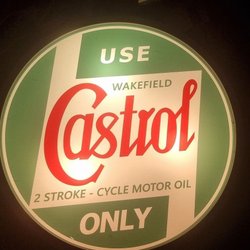 USE
WAKEFIELD
Castrol
2 STROKE - CYCLE MOTOR OIL
ONLY